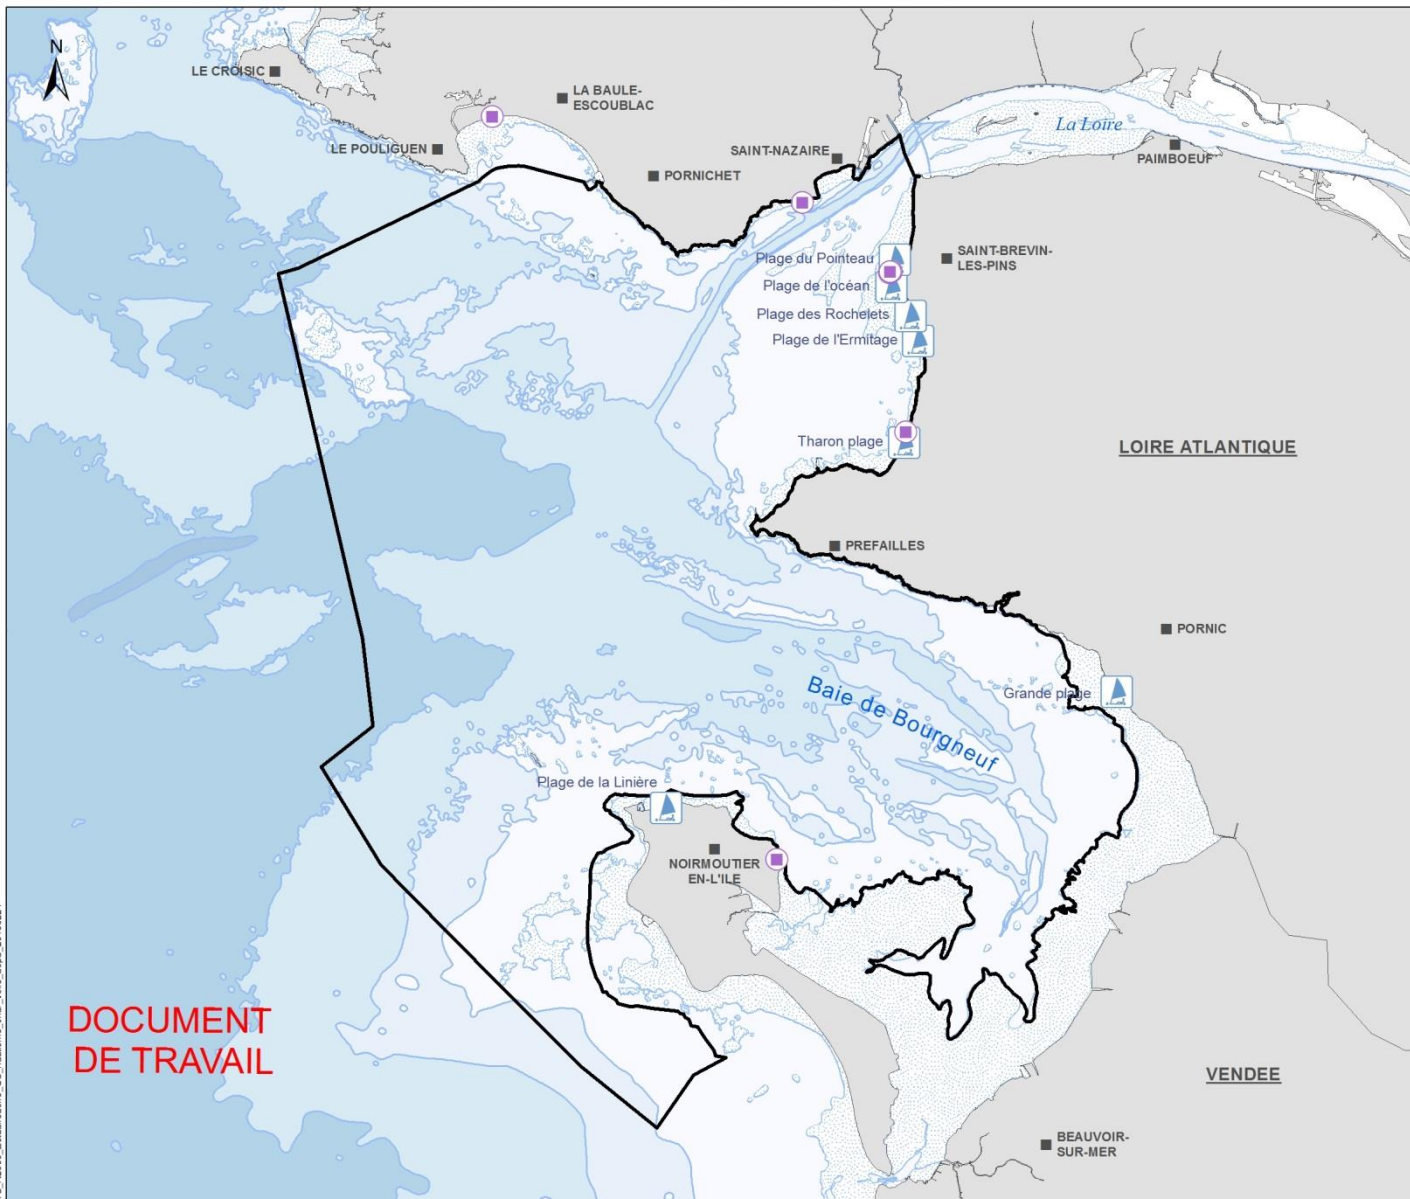 N
LE CROISIC
LA BAULE-
ESCOUBLAC
La Loire
LE POULIGUEN
SAINT-NAZAIRE
PAIMBOEUF
PORNICHET
Plage du Pointeau
SAINT-BREVIN-
LES-PINS
Plage de l'océan
Plage des Rochelets
Plage de l'Ermitage
Tharon plage
LOIRE ATLANTIQUE
PREFAILLES
PORNIC
Baie de Bourgneuf
Grande plage
Plage de la Linière
NOIRMOUTIER
EN-L'ILE
DOCUMENT
DE TRAVAIL
VENDEE
BEAUVOIR-
SUR-MER